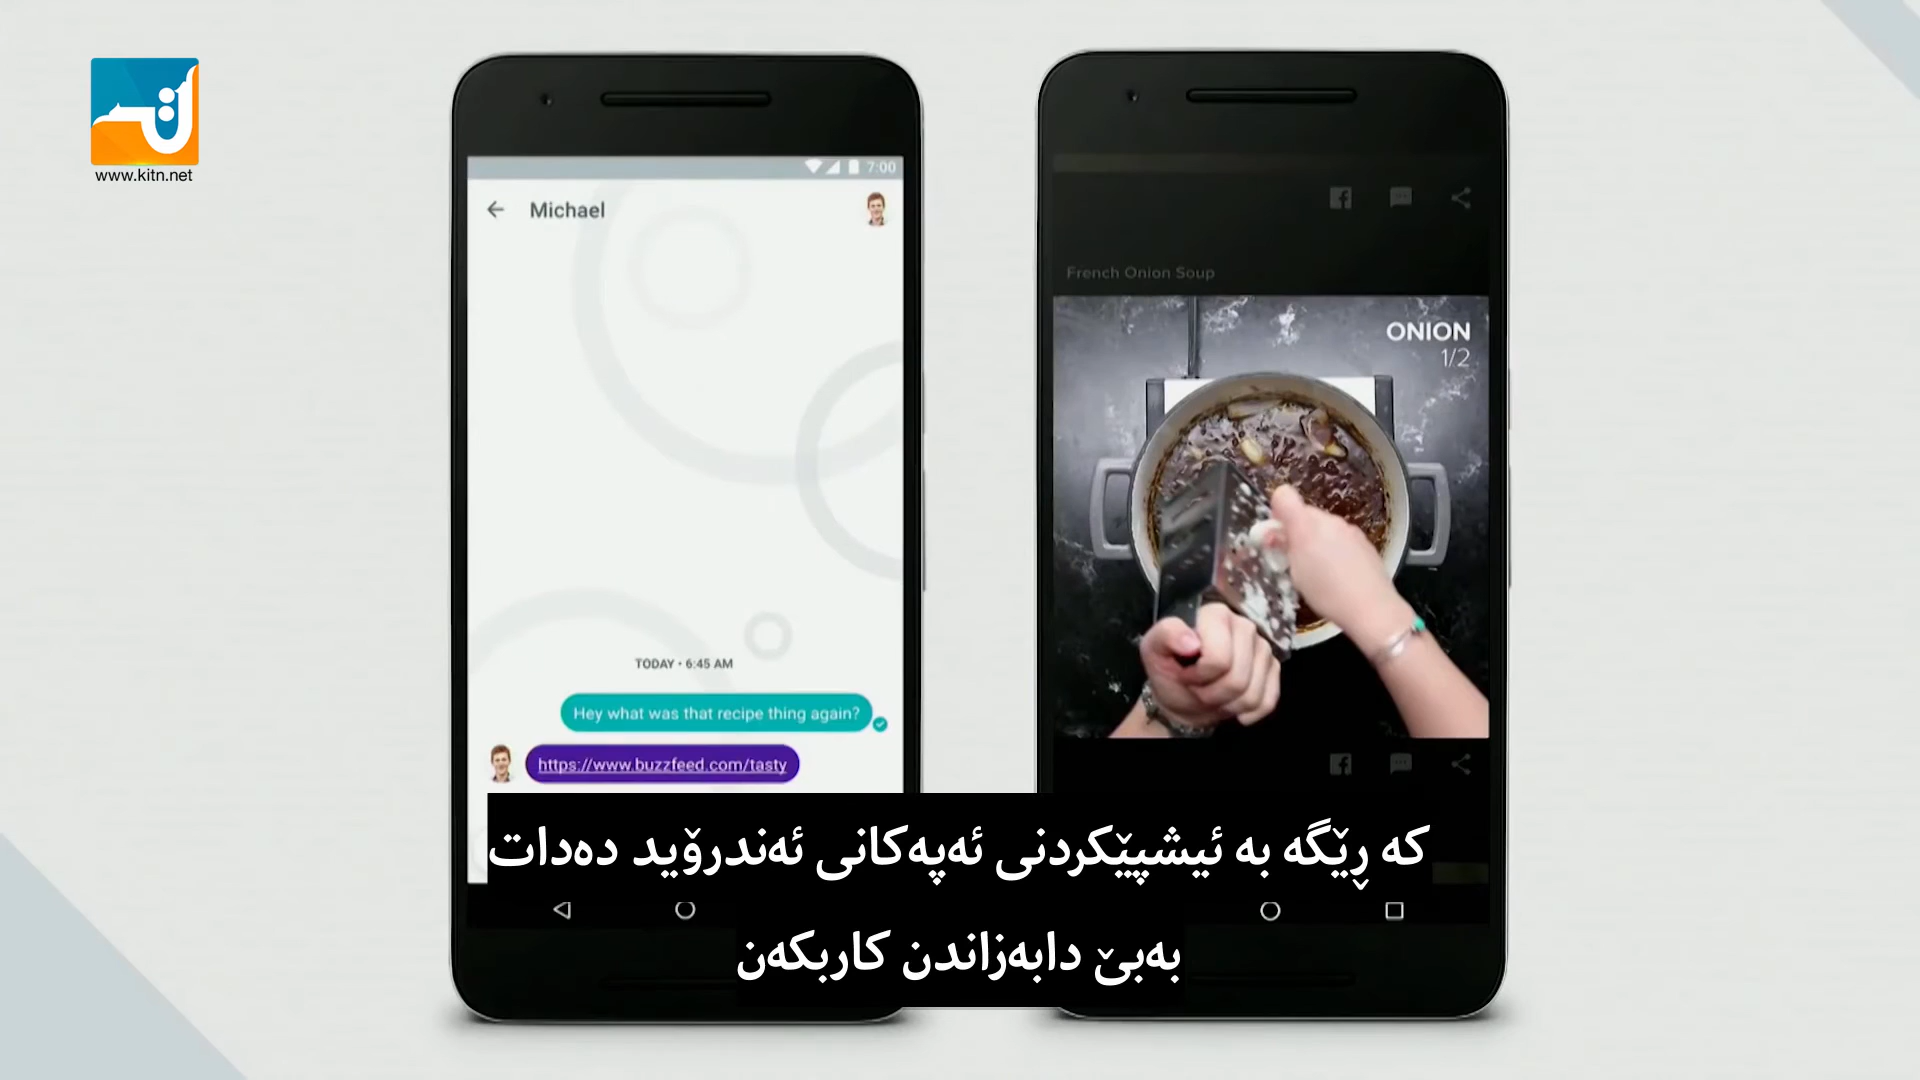 www.kitn.net
7:00
Michael
TODAY • 6:45 AM
Hey what was that recipe thing again?
https://www.buzzfeed.com/tasty
French Onion Soup
ONION
1/2
کە ڕێگە بە ئیشپێکردنی ئەپەکانی ئەندرۆید دەدات
بەبێ دابەزاندن کاربکەن